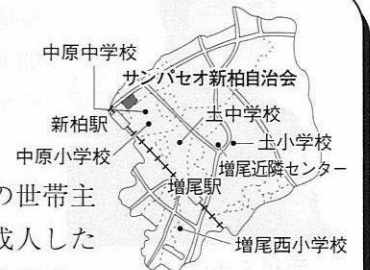 中原中学校
サンパセオ新柏自治会
土中学校
新柏駅
土小学校
中原小学校
増尾近隣センター
増尾駅
の世帯主
成人した
増尾西小学校